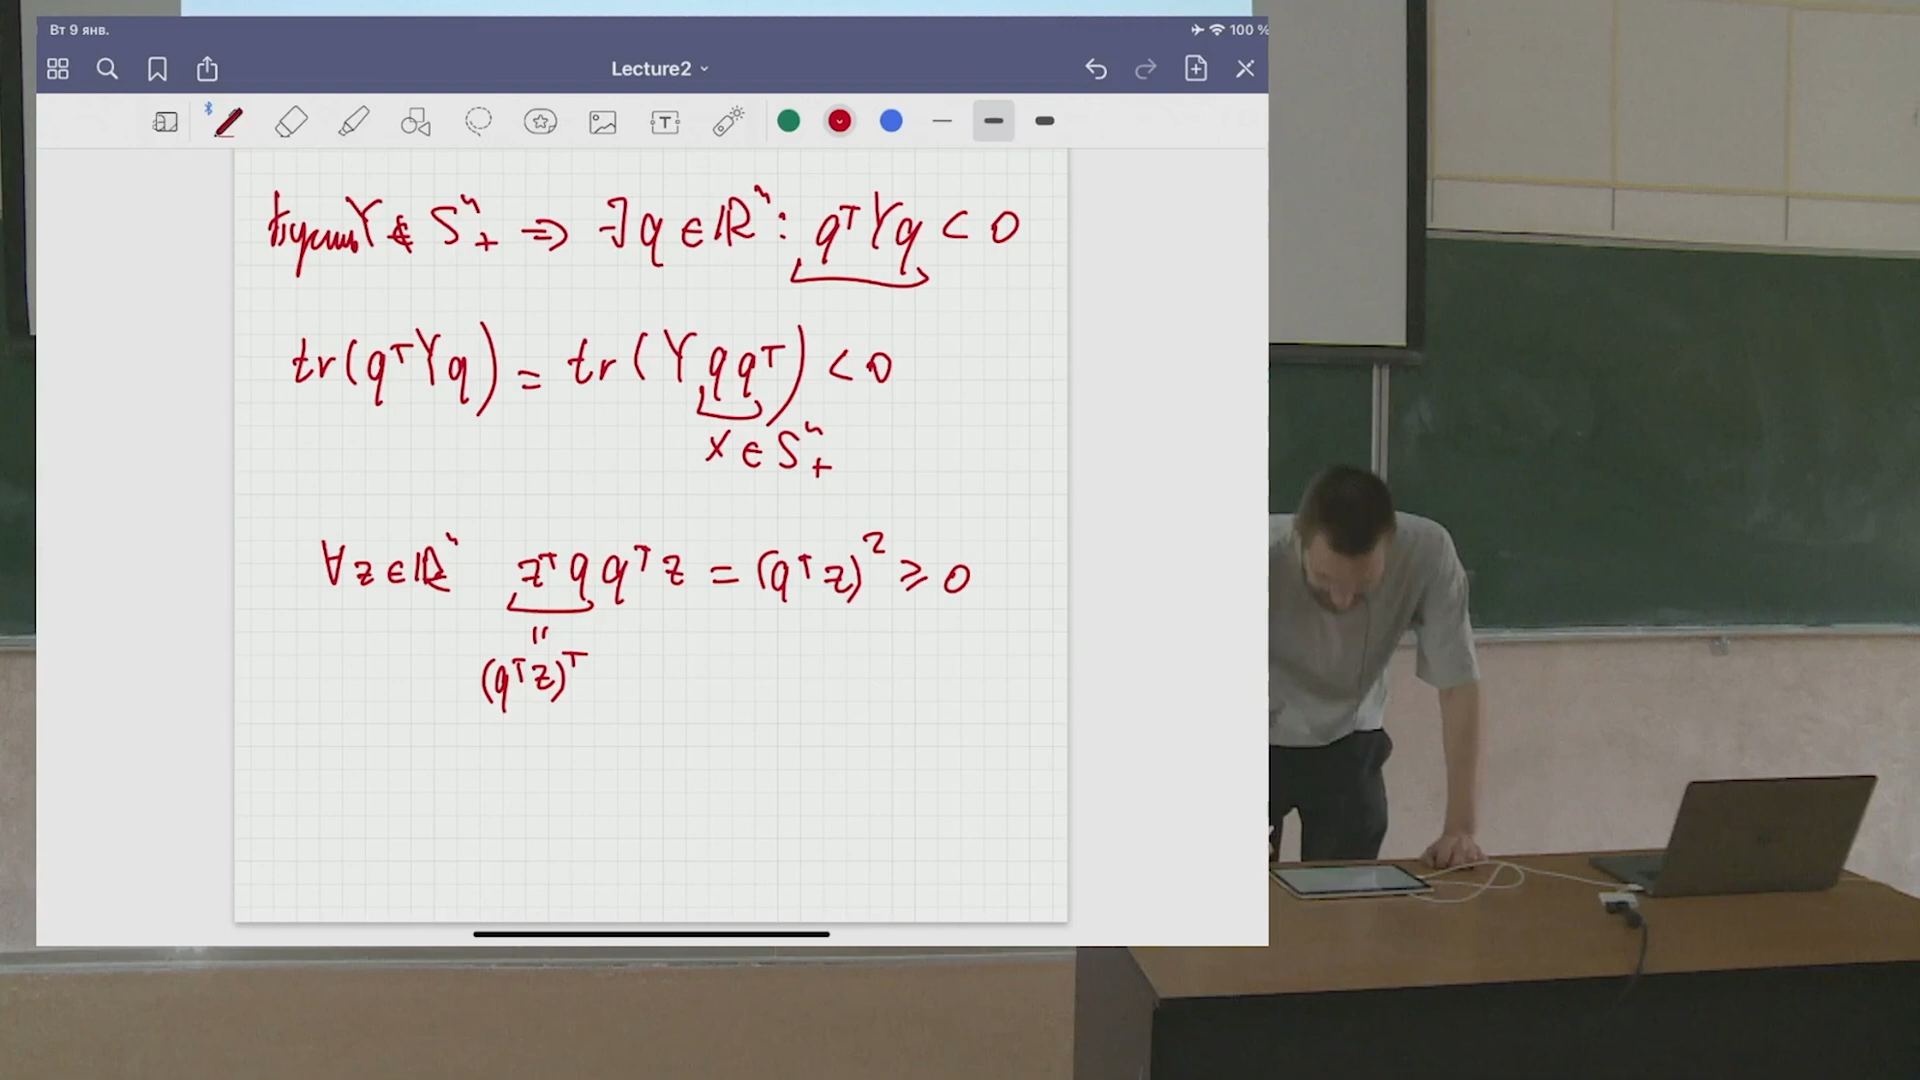 Вт 9 янв.
100 %
Lecture2
T
Пусть Y ∉ S^n_+ ⇒ ∃ q ∈ ℝ^n : q^T Y q < 0
tr(q^T Y q) = tr(Y q q^T) < 0
X ∈ S^n_+
∀ z ∈ ℝ^n z^T q q^T z = (q^T z)^2 ⩾ 0
"
(q^T z)^T